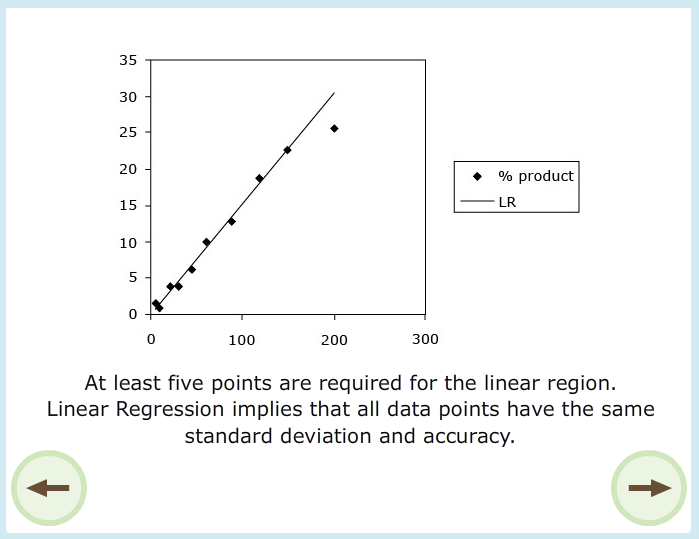 35
30
25
20
15
10
5
0
0 100 200 300
% product
LR
At least five points are required for the linear region.
Linear Regression implies that all data points have the same
standard deviation and accuracy.